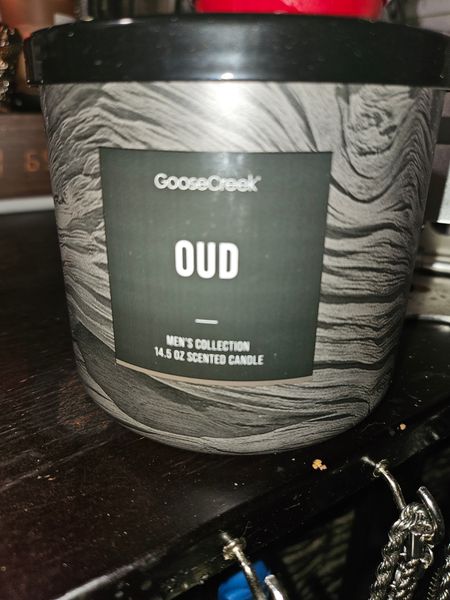 GooseCreek®
OUD
MEN'S COLLECTION
14.5 OZ SCENTED CANDLE